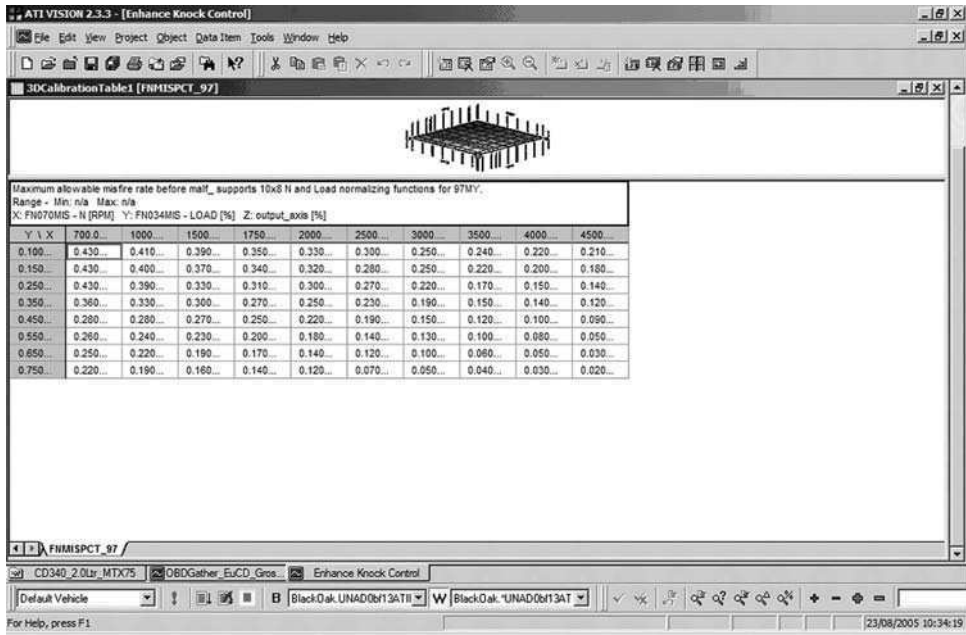 ATI VISION 2.3.3 - [Enhance Knock Control]
File Edit View Project Object Data Item Tools Window Help
3DCalibrationTable1 [FNMISPCT_97]
Maximum allowable misfire rate before malf_ supports 10x8 N and Load normalizing functions for 97MY.
Range - Min: n/a Max: n/a
X: FN070MIS - N [RPM] Y: FN034MIS - LOAD [%] Z: output_axis [%]
Y \ X 700.0... 1000.... 1500.... 1750.... 2000.... 2500.... 3000.... 3500.... 4000.... 4500....
0.100... 0.430... 0.410... 0.390... 0.350... 0.330... 0.300... 0.250... 0.240... 0.220... 0.210...
0.150... 0.430... 0.400... 0.370... 0.340... 0.320... 0.280... 0.250... 0.220... 0.200... 0.180...
0.250... 0.430... 0.390... 0.330... 0.310... 0.300... 0.270... 0.220... 0.170... 0.150... 0.140...
0.350... 0.360... 0.330... 0.300... 0.270... 0.250... 0.230... 0.190... 0.150... 0.140... 0.120...
0.450... 0.280... 0.280... 0.270... 0.250... 0.220... 0.190... 0.150... 0.120... 0.100... 0.090...
0.550... 0.260... 0.240... 0.230... 0.200... 0.180... 0.140... 0.130... 0.100... 0.080... 0.050...
0.650... 0.250... 0.220... 0.190... 0.170... 0.140... 0.120... 0.100... 0.060... 0.050... 0.030...
0.750... 0.220... 0.190... 0.160... 0.140... 0.120... 0.070... 0.050... 0.040... 0.030... 0.020...
FNMISPCT_97
CD340_2.0Ltr_MTX75 OBDGather_EuCD_Gros... Enhance Knock Control
Default Vehicle B BlackOak.UNAD0bf13ATI W BlackOak.*UNAD0bf13AT
For Help, press F1 23/08/2005 10:34:19